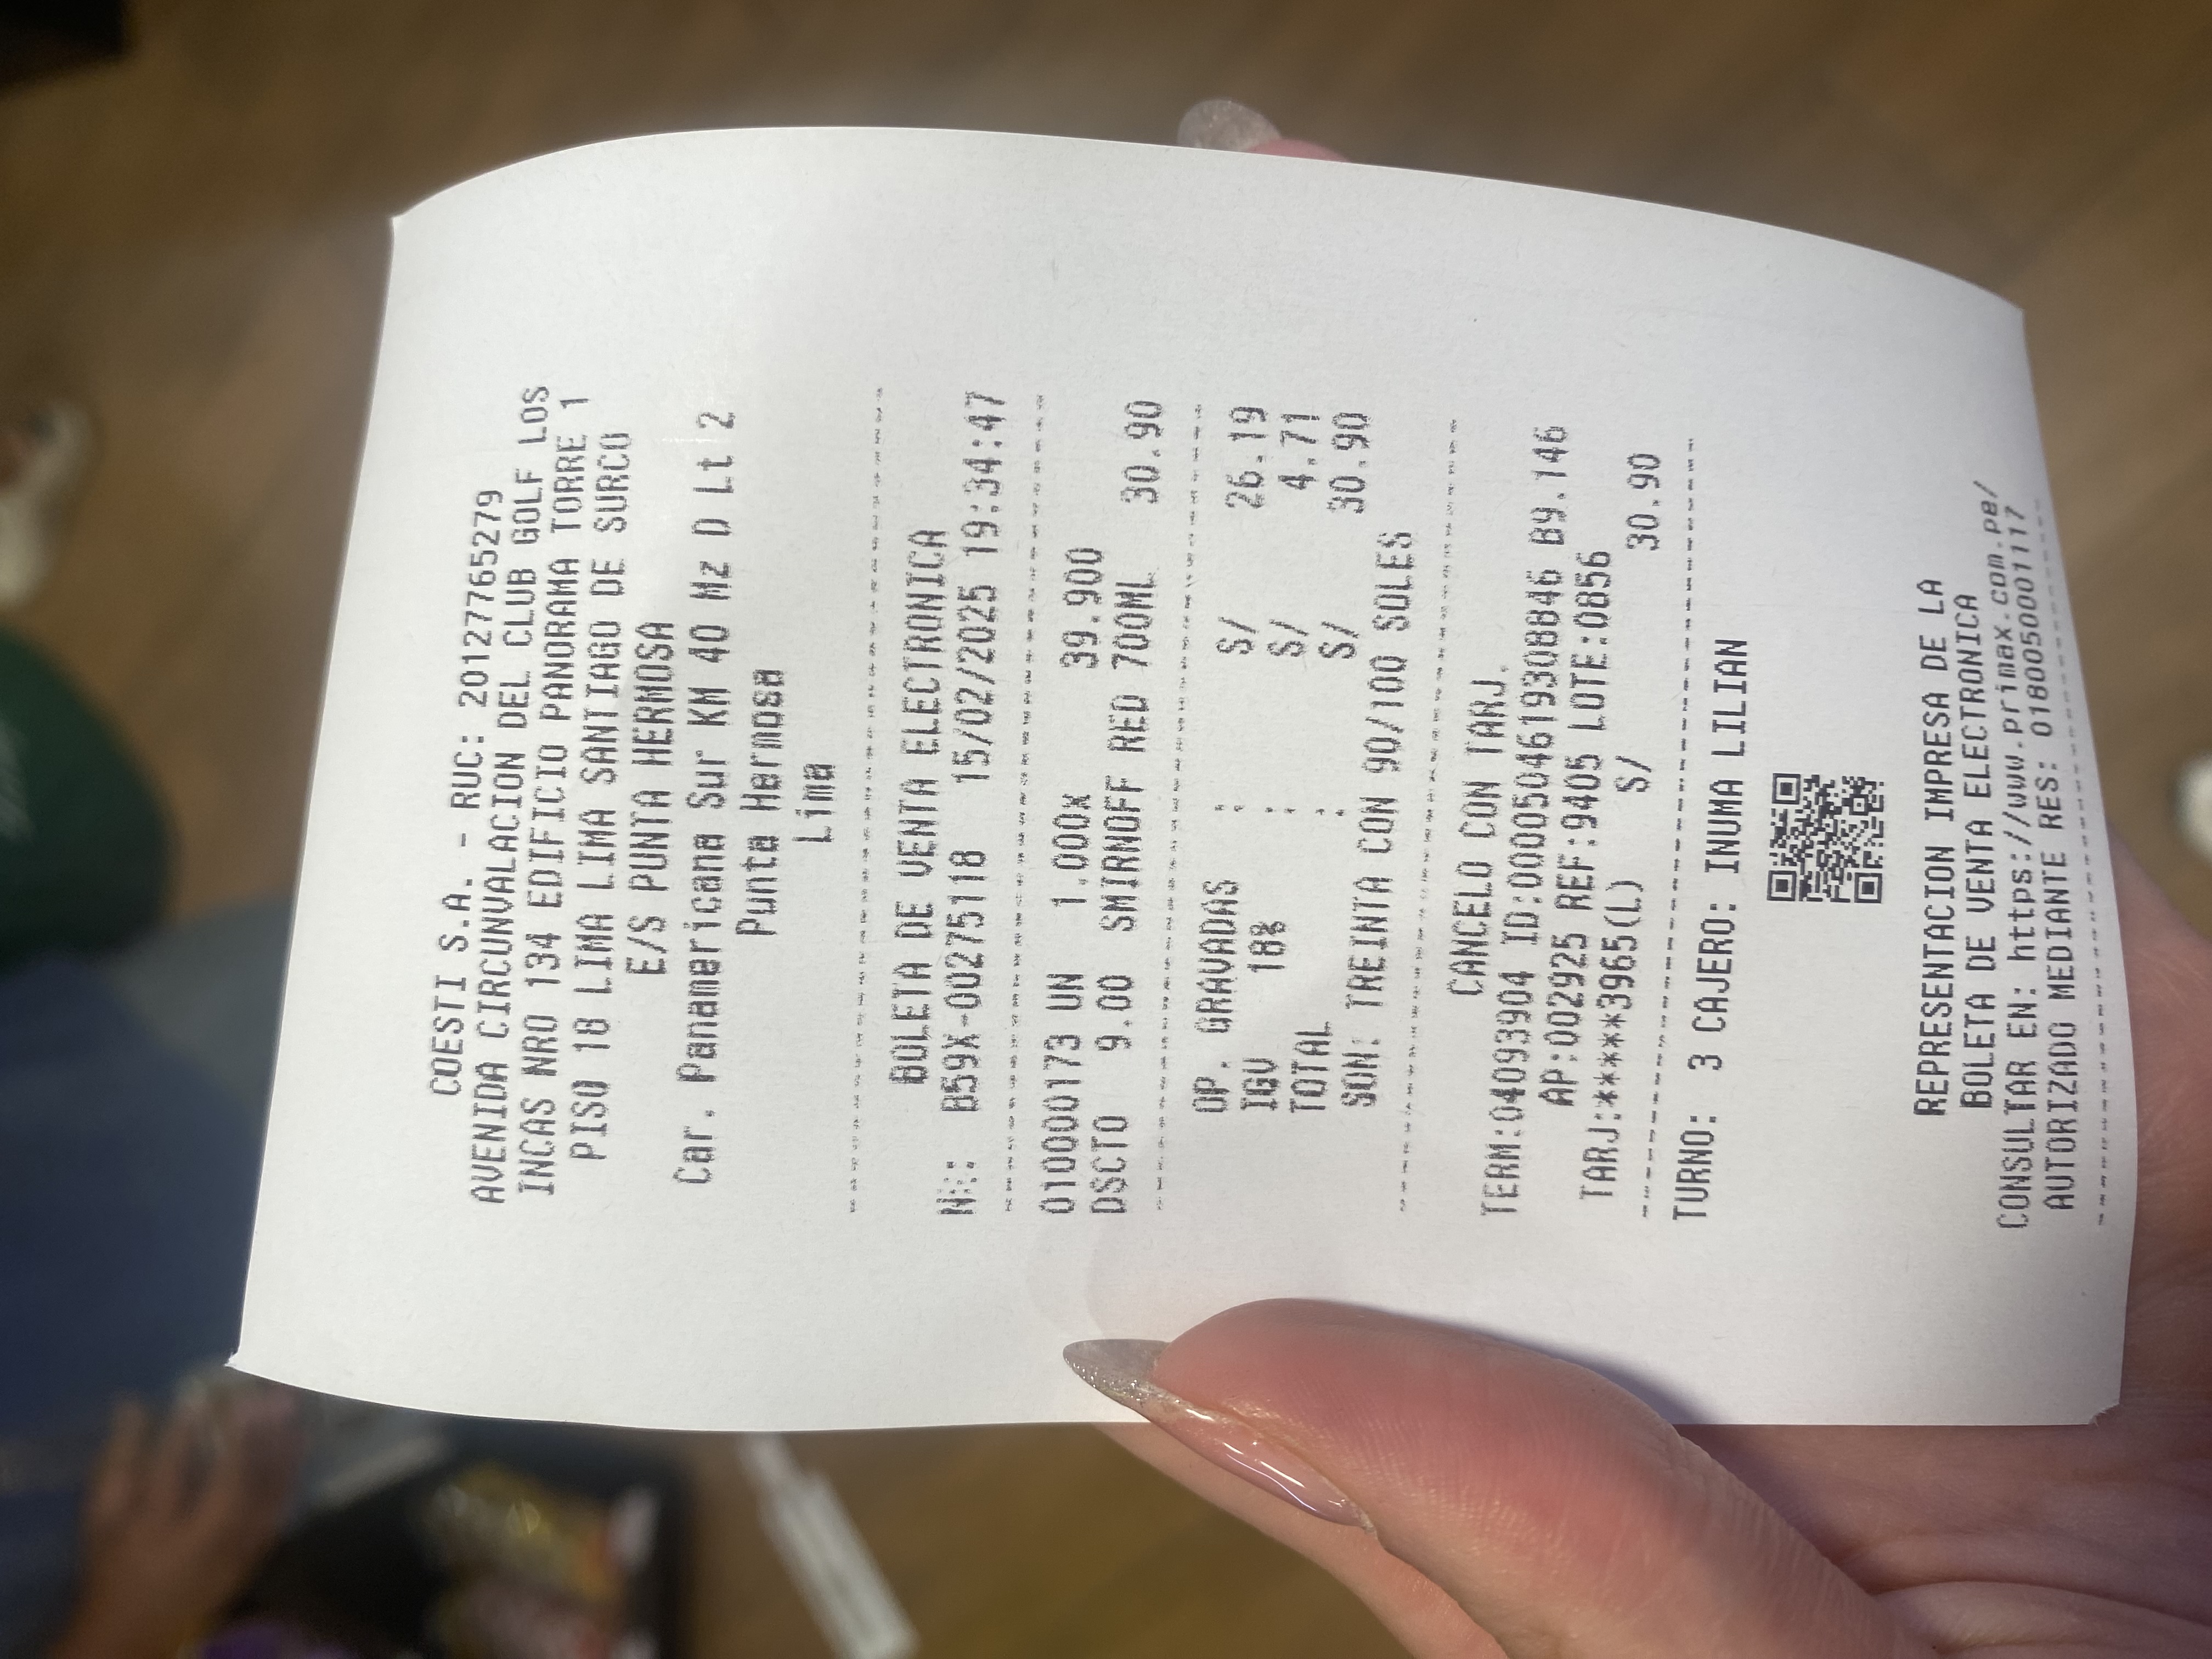 COESTI S.A. - RUC: 20127765279
AVENIDA CIRCUNVALACION DEL CLUB GOLF LOS
INCAS NRO 134 EDIFICIO PANORAMA TORRE 1
PISO 18 LIMA LIMA SANTIAGO DE SURCO
E/S PUNTA HERMOSA
Car. Panamericana Sur KM 40 Mz D Lt 2
Punta Hermosa
Lima
BOLETA DE VENTA ELECTRONICA
B59X-00275118 15/02/2025 19:34:47
010000173 UN 1.000x 39.900
DSCTO 9.00 SMIRNOFF RED 700ML 30.90
OP. GRAVADAS : S/ 26.19
IGV 18% : S/ 4.71
TOTAL : S/ 30.90
SON: TREINTA CON 90/100 SOLES
CANCELO CON TARJ.
TERM:04093904 ID:0000504619308846 B9.146
AP:002925 REF:9405 LOTE:0856
TARJ:*****3965(L) S/ 30.90
TURNO: 3 CAJERO: INUMA LILIAN
REPRESENTACION IMPRESA DE LA
BOLETA DE VENTA ELECTRONICA
CONSULTAR EN: https://www.primax.com.pe/
AUTORIZADO MEDIANTE RES: 0180050001117